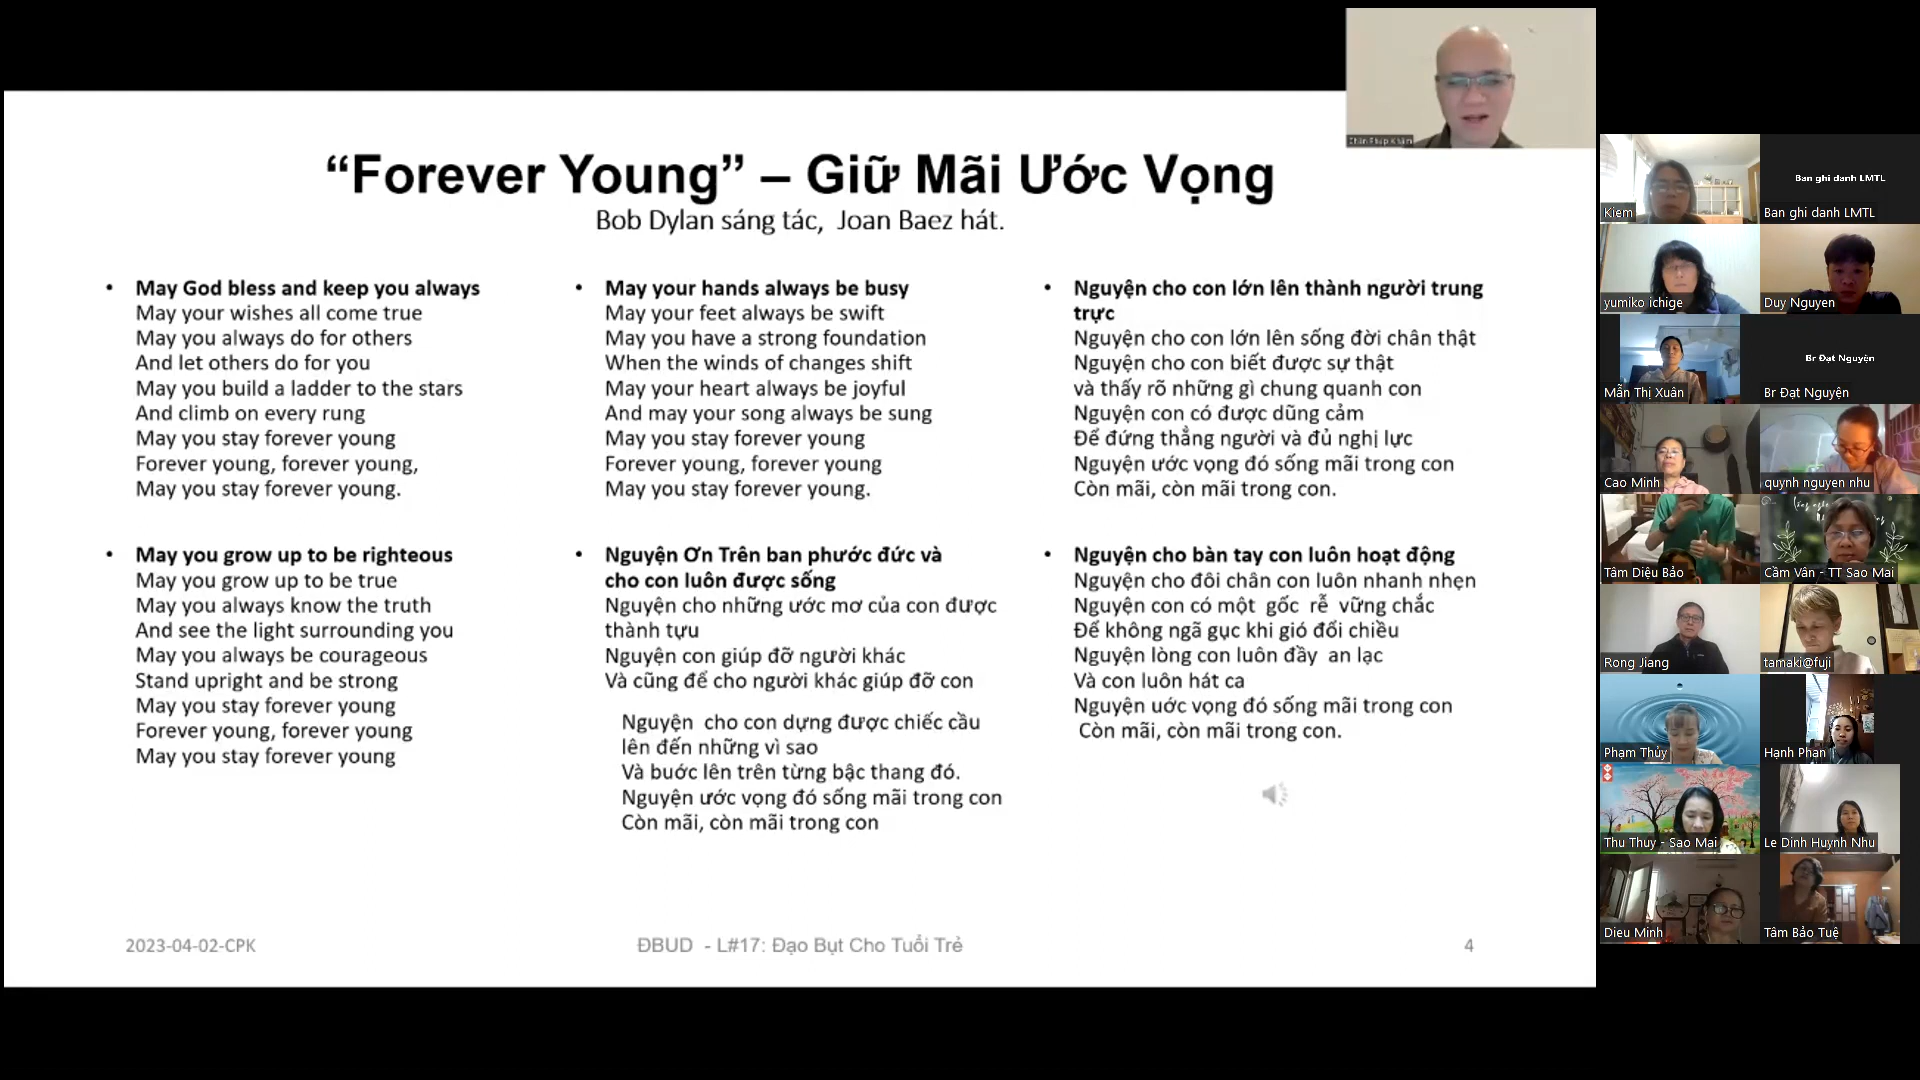 “Forever Young” – Giữ Mãi Ước Vọng
Bob Dylan sáng tác, Joan Baez hát.
• May God bless and keep you always
May your wishes all come true
May you always do for others
And let others do for you
May you build a ladder to the stars
And climb on every rung
May you stay forever young
Forever young, forever young,
May you stay forever young.
• May you grow up to be righteous
May you grow up to be true
May you always know the truth
And see the light surrounding you
May you always be courageous
Stand upright and be strong
May you stay forever young
Forever young, forever young
May you stay forever young
• May your hands always be busy
May your feet always be swift
May you have a strong foundation
When the winds of changes shift
May your heart always be joyful
And may your song always be sung
May you stay forever young
Forever young, forever young
May you stay forever young.
• Nguyện Ơn Trên ban phước đức và
cho con luôn được sống
Nguyện cho những ước mơ của con được
thành tựu
Nguyện con giúp đỡ người khác
Và cũng để cho người khác giúp đỡ con
Nguyện cho con dựng được chiếc cầu
lên đến những vì sao
Và buớc lên trên từng bậc thang đó.
Nguyện ước vọng đó sống mãi trong con
Còn mãi, còn mãi trong con
• Nguyện cho con lớn lên thành người trung
trực
Nguyện cho con lớn lên sống đời chân thật
Nguyện cho con biết được sự thật
và thấy rõ những gì chung quanh con
Nguyện con có được dũng cảm
Để đứng thẳng người và đủ nghị lực
Nguyện ước vọng đó sống mãi trong con
Còn mãi, còn mãi trong con.
• Nguyện cho bàn tay con luôn hoạt động
Nguyện cho đôi chân con luôn nhanh nhẹn
Nguyện con có một gốc rễ vững chắc
Để không ngã gục khi gió đổi chiều
Nguyện lòng con luôn đầy an lạc
Và con luôn hát ca
Nguyện uớc vọng đó sống mãi trong con
Còn mãi, còn mãi trong con.
2023-04-02-CPK
ĐBUD - L#17: Đạo Bụt Cho Tuổi Trẻ
4
Chân Pháp Khâm
Kiem
Ban ghi danh LMTL
Ban ghi danh LMTL
yumiko ichige
Duy Nguyen
Mẫn Thị Xuân
Br Đạt Nguyện
Br Đạt Nguyện
Cao Minh
quynh nguyen nhu
Tâm Diệu Bảo
Cầm Vân - TT Sao Mai
Rong Jiang
tamaki@fuji
Phạm Thủy
Hạnh Phan
Thu Thuy - Sao Mai
Le Dinh Huynh Nhu
Dieu Minh
Tâm Bảo Tuệ